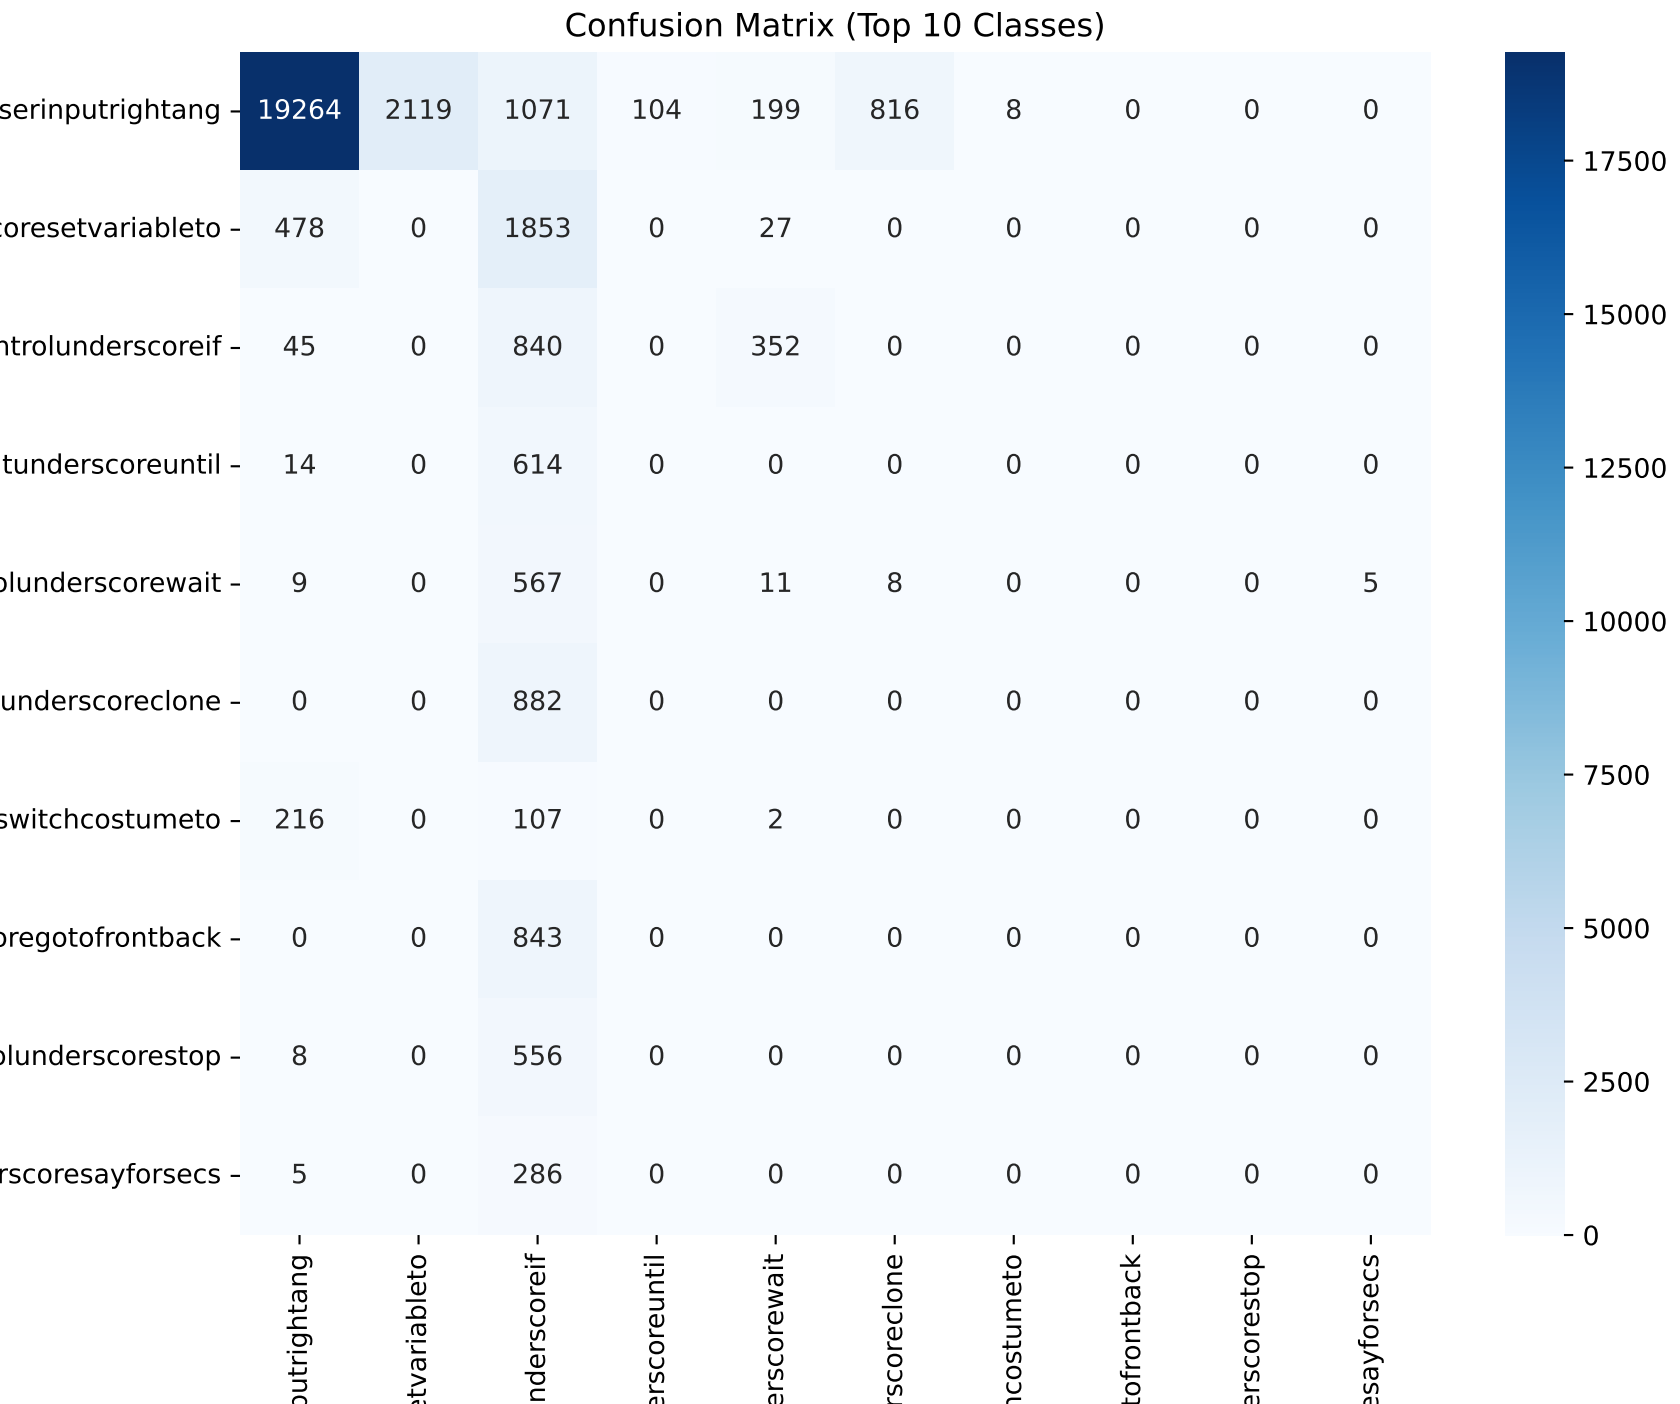 Confusion Matrix (Top 10 Classes)
serinputrightang 19264 2119 1071 104 199 816 8 0 0 0
oresetvariableto 478 0 1853 0 27 0 0 0 0 0
ntrolunderscoreif 45 0 840 0 352 0 0 0 0 0
tunderscoreuntil 14 0 614 0 0 0 0 0 0 0
olunderscorewait 9 0 567 0 11 8 0 0 0 5
underscoreclone 0 0 882 0 0 0 0 0 0 0
switchcostumeto 216 0 107 0 2 0 0 0 0 0
oregotofrontback 0 0 843 0 0 0 0 0 0 0
olunderscorestop 8 0 556 0 0 0 0 0 0 0
rscoresayforsecs 5 0 286 0 0 0 0 0 0 0
outrightang
etvariableto
nderscoreif
erscoreuntil
erscorewait
rscoreclone
hcostumeto
tofrontback
erscorestop
esayforsecs
17500
15000
12500
10000
7500
5000
2500
0